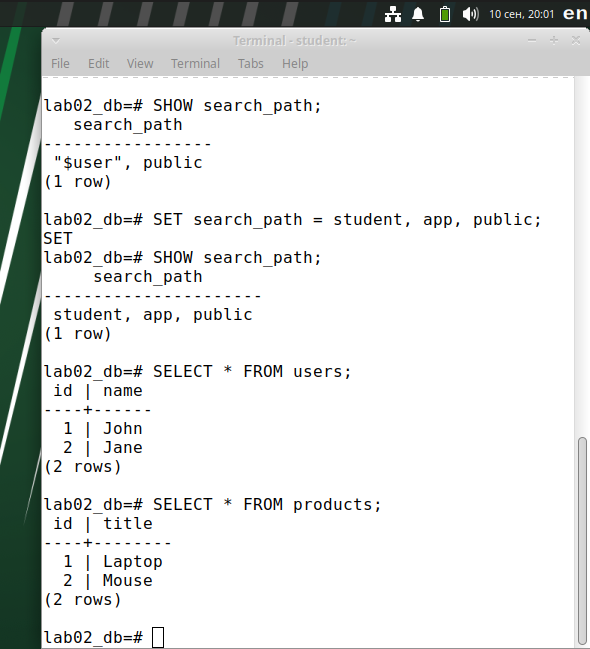 10 сен, 20:01 en
Terminal - student: ~
File Edit View Terminal Tabs Help
lab02_db=# SHOW search_path;
   search_path
-----------------
 "$user", public
(1 row)
lab02_db=# SET search_path = student, app, public;
SET
lab02_db=# SHOW search_path;
     search_path
----------------------
 student, app, public
(1 row)
lab02_db=# SELECT * FROM users;
 id | name
----+------
  1 | John
  2 | Jane
(2 rows)
lab02_db=# SELECT * FROM products;
 id | title
----+--------
  1 | Laptop
  2 | Mouse
(2 rows)
lab02_db=#